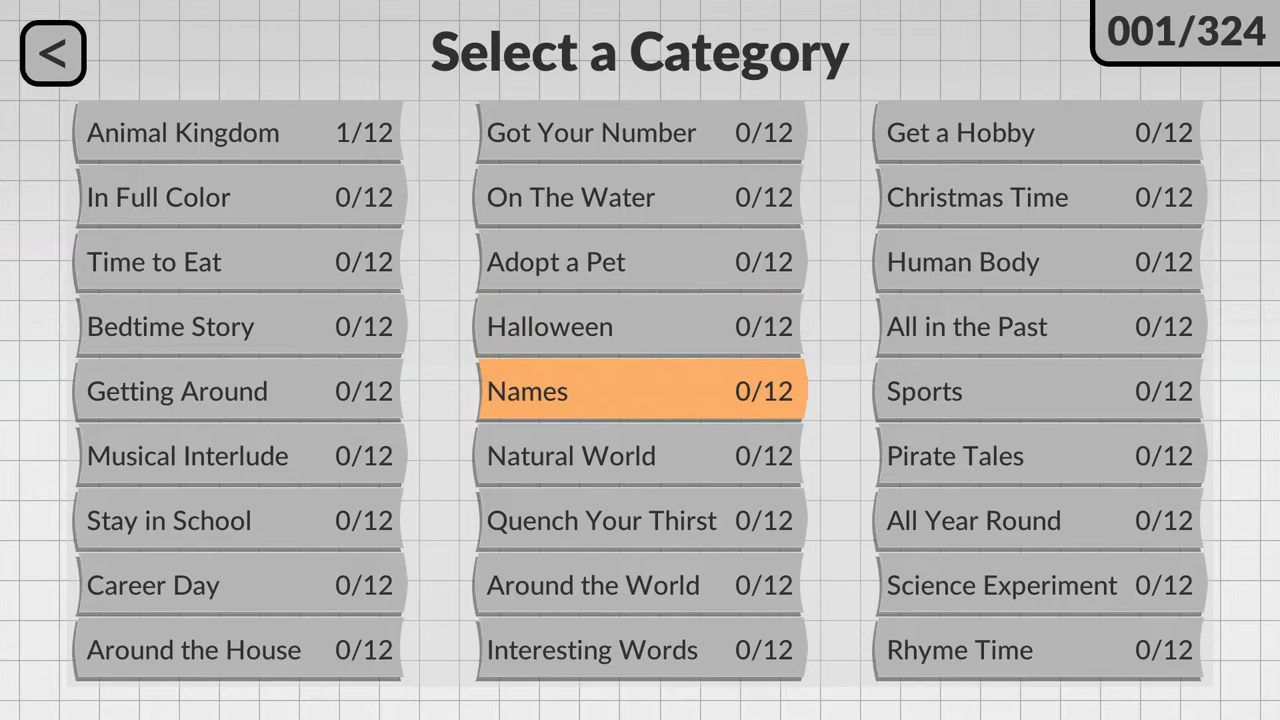 <
Select a Category
001/324
Animal Kingdom 1/12
In Full Color 0/12
Time to Eat 0/12
Bedtime Story 0/12
Getting Around 0/12
Musical Interlude 0/12
Stay in School 0/12
Career Day 0/12
Around the House 0/12
Got Your Number 0/12
On The Water 0/12
Adopt a Pet 0/12
Halloween 0/12
Names 0/12
Natural World 0/12
Quench Your Thirst 0/12
Around the World 0/12
Interesting Words 0/12
Get a Hobby 0/12
Christmas Time 0/12
Human Body 0/12
All in the Past 0/12
Sports 0/12
Pirate Tales 0/12
All Year Round 0/12
Science Experiment 0/12
Rhyme Time 0/12